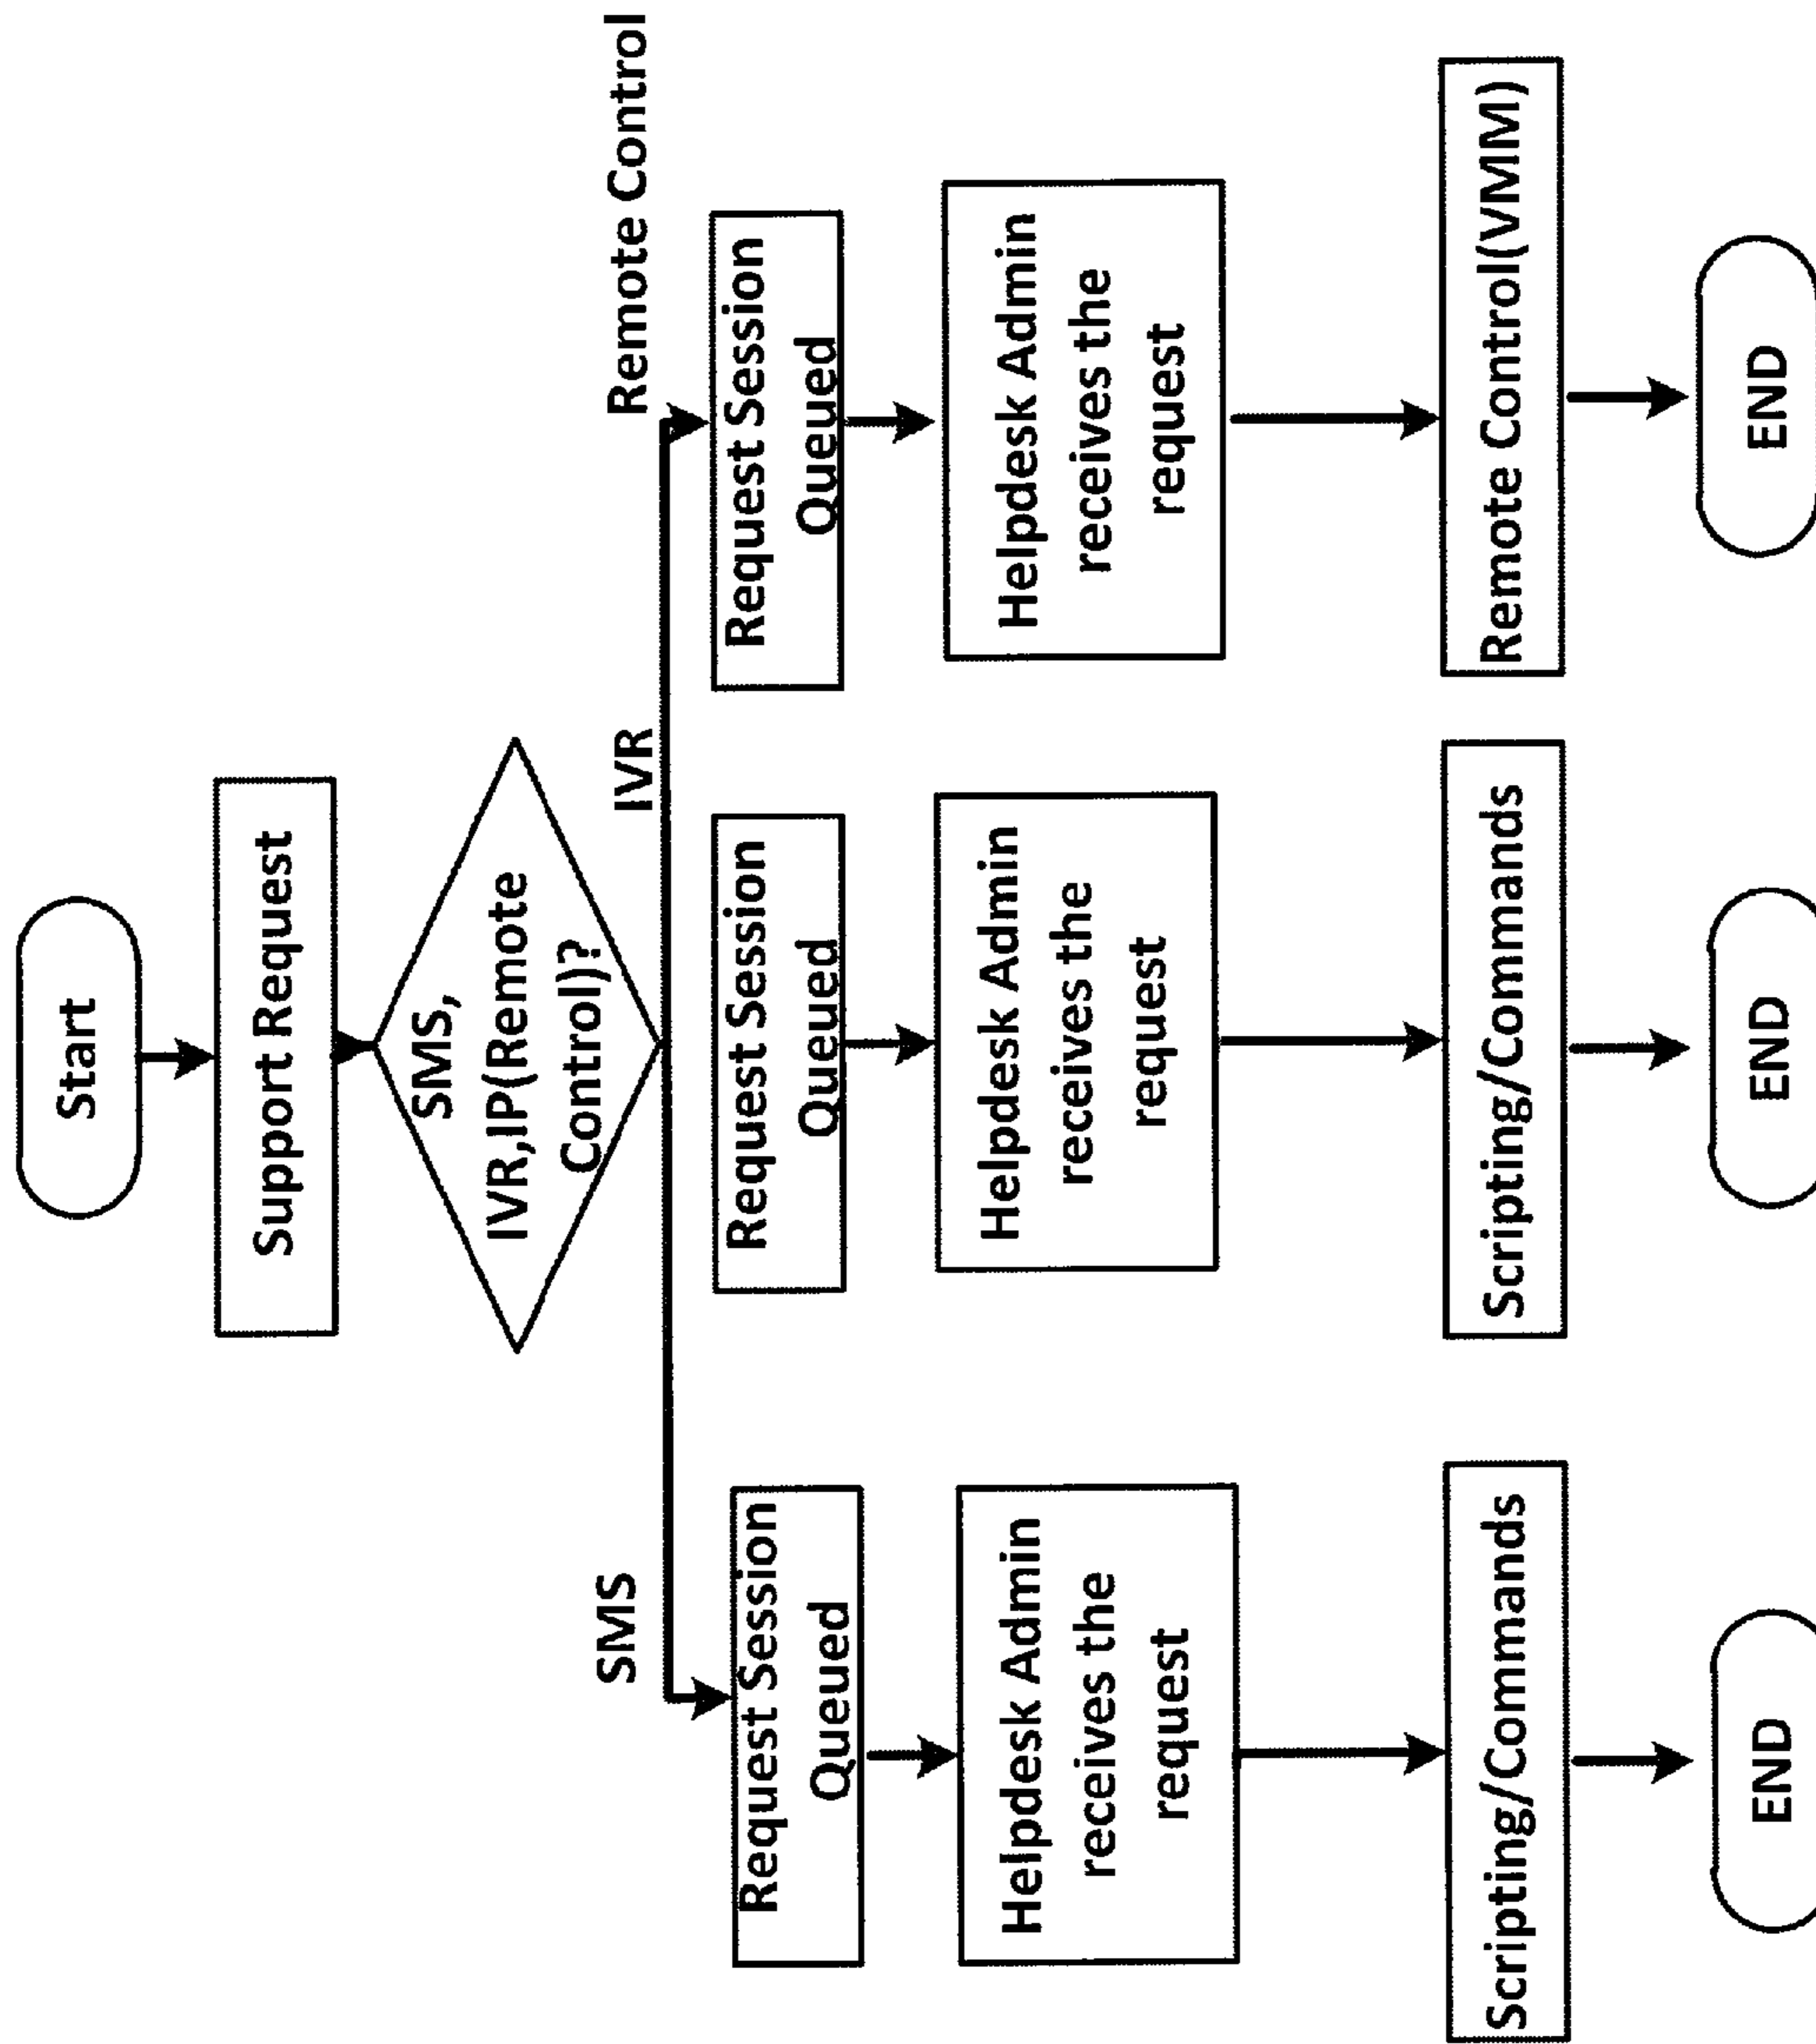 Start
Support Request
SMS,
IVR,IP(Remote
Control)?
SMS
IVR
Remote Control
Request Session
Queued
Helpdesk Admin
receives the
request
Scripting/Commands
END
Request Session
Queued
Helpdesk Admin
receives the
request
Scripting/Commands
END
Request Session
Queued
Helpdesk Admin
receives the
request
Remote Control(VMM)
END